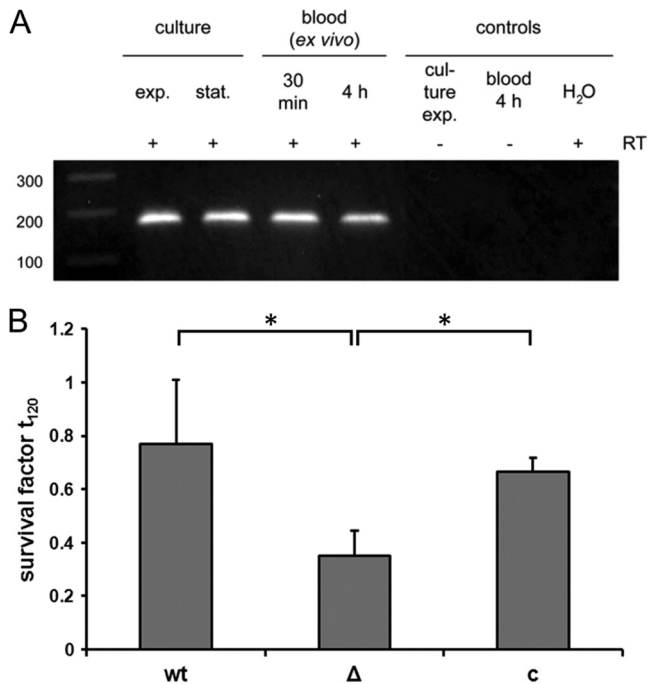 A
culture
blood
(ex vivo)
controls
exp.
stat.
30
min
4 h
cul-
ture
exp.
blood
4 h
H₂O
+ + + + - - + RT
300
200
100
B
1.2
1
0.8
0.6
0.4
0.2
0
survival factor t₁₂₀
* *
wt Δ c